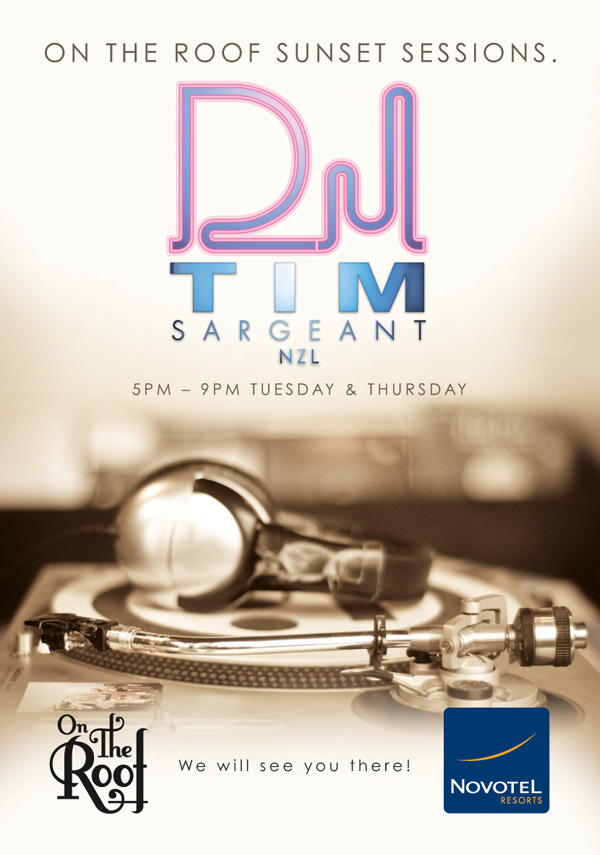 ON THE ROOF SUNSET SESSIONS.
DJ
TIM
SARGEANT
NZL
5PM – 9PM TUESDAY & THURSDAY
On The Roof
We will see you there!
NOVOTEL
RESORTS